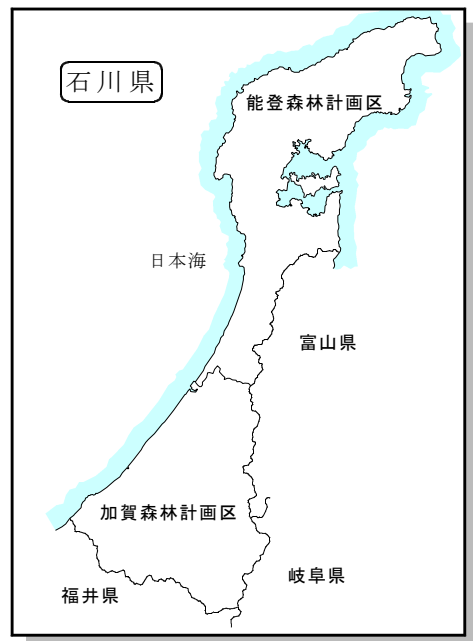 石川県
能登森林計画区
日本海
富山県
加賀森林計画区
岐阜県
福井県